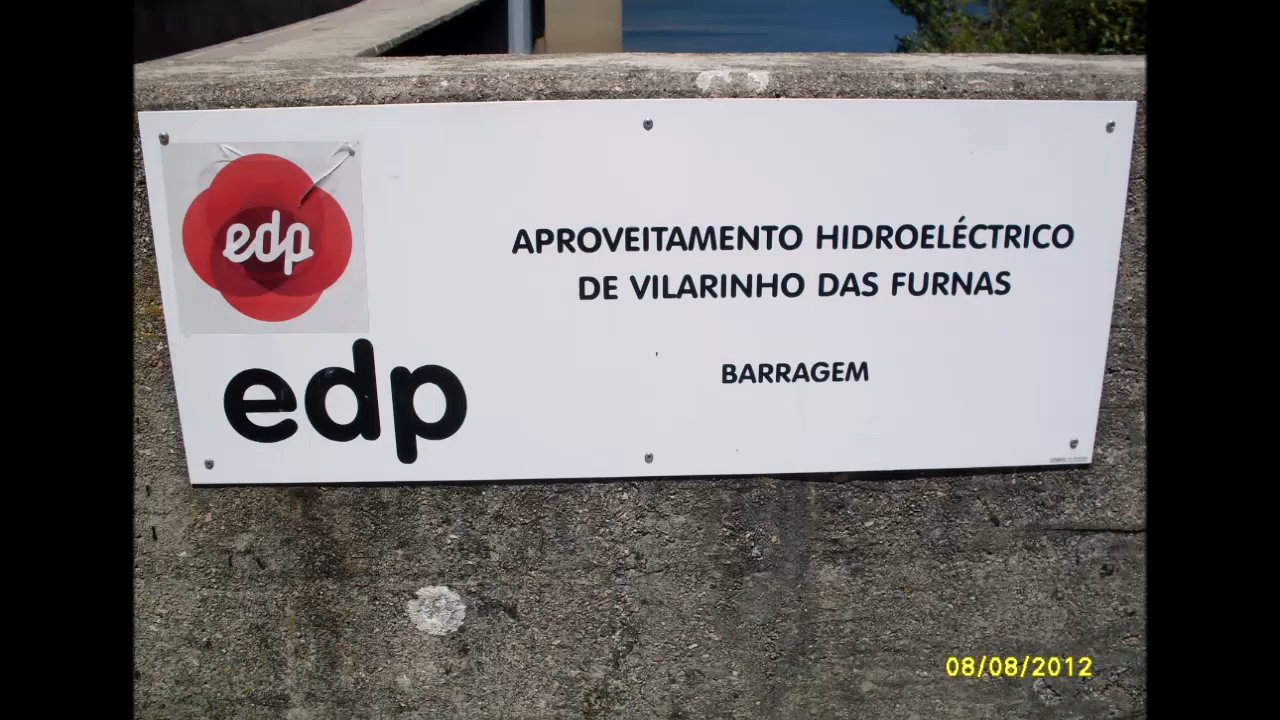 edp
edp
APROVEITAMENTO HIDROELÉCTRICO
DE VILARINHO DAS FURNAS
BARRAGEM
08/08/2012